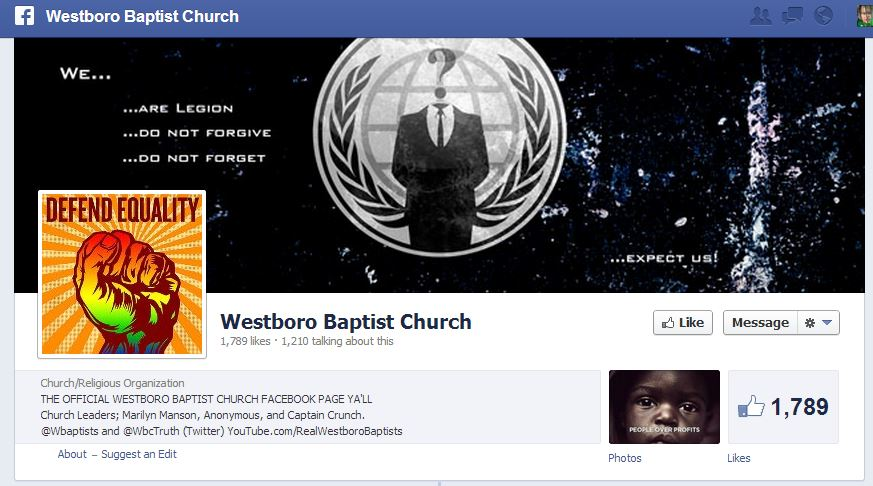 Westboro Baptist Church
We...
...are Legion
...do not forgive
...do not forget
?
...expect us!
DEFEND EQUALITY
Westboro Baptist Church
1,789 likes · 1,210 talking about this
Like
Message
Church/Religious Organization
THE OFFICIAL WESTBORO BAPTIST CHURCH FACEBOOK PAGE YA'LL
Church Leaders; Marilyn Manson, Anonymous, and Captain Crunch.
@Wbaptists and @WbcTruth (Twitter) YouTube.com/RealWestboroBaptists
About – Suggest an Edit
PEOPLE OVER PROFITS
Photos
1,789
Likes